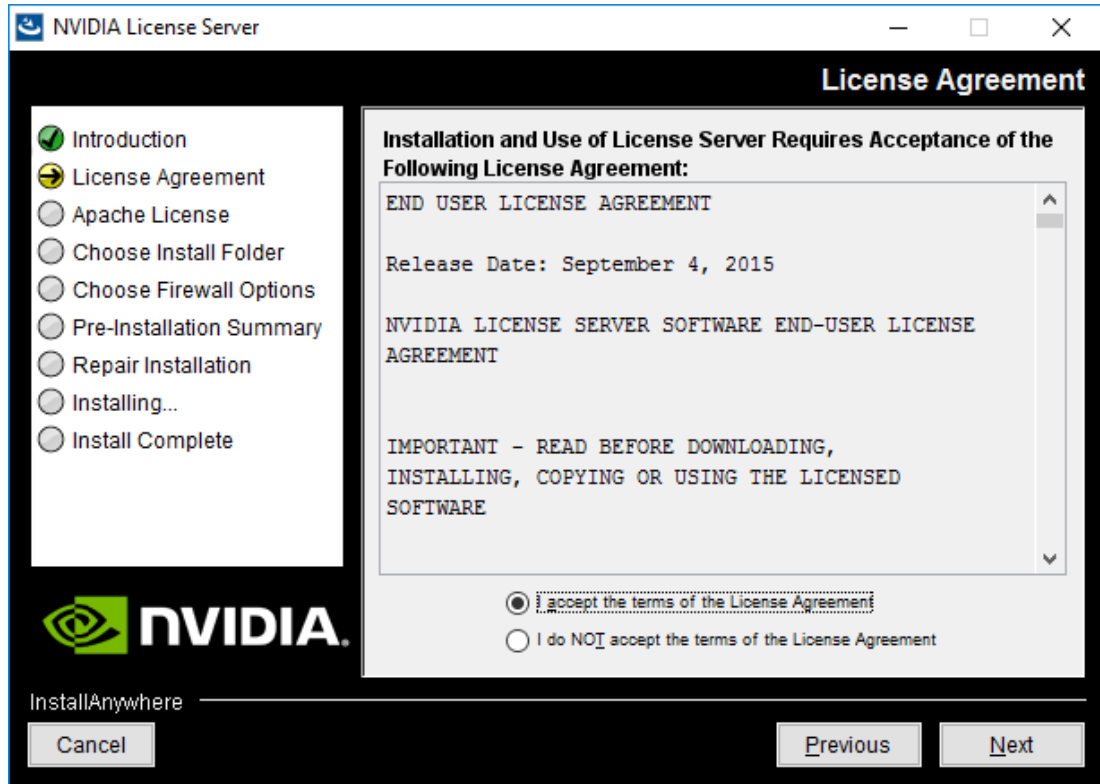 NVIDIA License Server
License Agreement
Introduction
License Agreement
Apache License
Choose Install Folder
Choose Firewall Options
Pre-Installation Summary
Repair Installation
Installing...
Install Complete
Installation and Use of License Server Requires Acceptance of the
Following License Agreement:
END USER LICENSE AGREEMENT
Release Date: September 4, 2015
NVIDIA LICENSE SERVER SOFTWARE END-USER LICENSE
AGREEMENT
IMPORTANT - READ BEFORE DOWNLOADING,
INSTALLING, COPYING OR USING THE LICENSED
SOFTWARE
I accept the terms of the License Agreement
I do NOT accept the terms of the License Agreement
NVIDIA.
InstallAnywhere
Cancel
Previous
Next